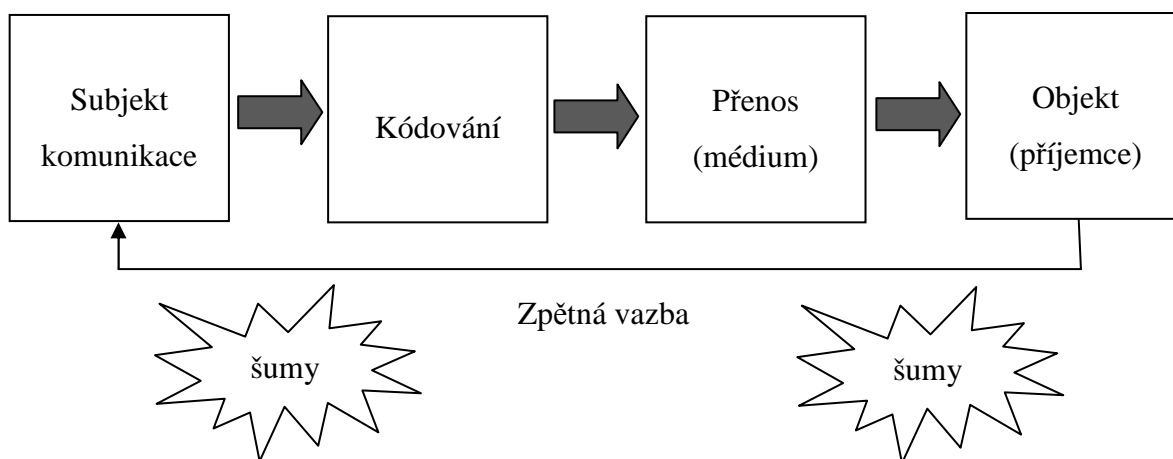 Subjekt
komunikace
Kódování
Přenos
(médium)
Objekt
(příjemce)
Zpětná vazba
šumy
šumy